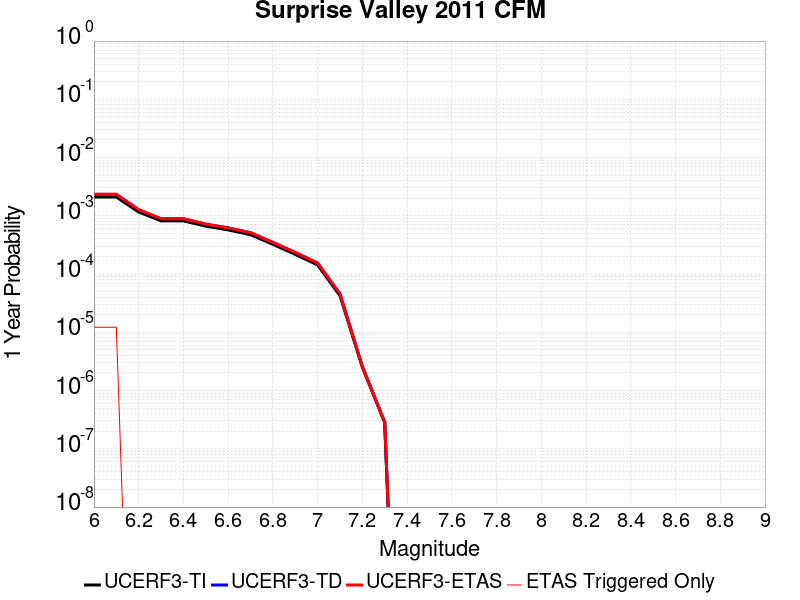 Surprise Valley 2011 CFM
10^0
10^-1
10^-2
10^-3
10^-4
10^-5
10^-6
10^-7
10^-8
1 Year Probability
6 6.2 6.4 6.6 6.8 7 7.2 7.4 7.6 7.8 8 8.2 8.4 8.6 8.8 9
Magnitude
UCERF3-TI UCERF3-TD UCERF3-ETAS ETAS Triggered Only